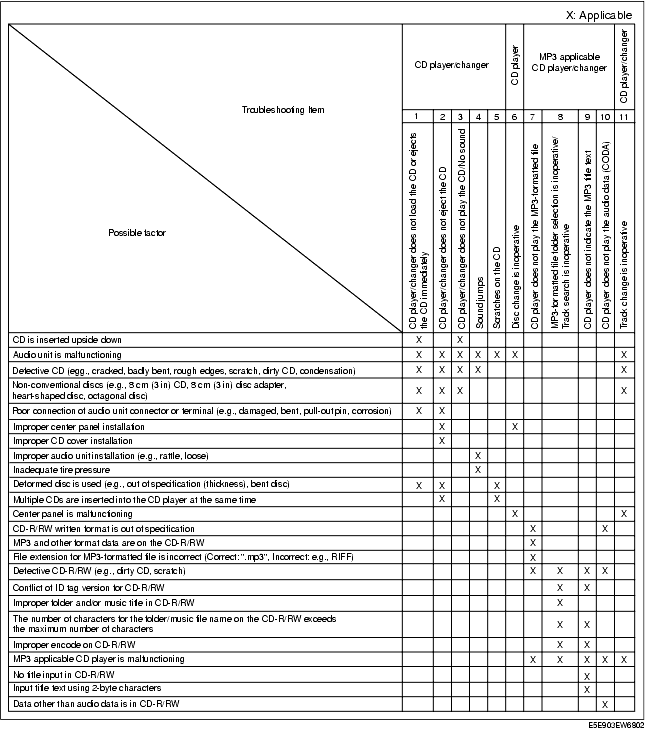 X: Applicable
Troubleshooting item
Possible factor
CD player/changer
CD player
MP3 applicable
CD player/changer
CD player/changer
1 2 3 4 5 6 7 8 9 10 11
CD player/changer does not load the CD or ejects
the CD immediately
CD player/changer does not eject the CD
CD player/changer does not play the CD/No sound
Sound jumps
Scratches on the CD
Disc change is inoperative
CD player does not play the MP3-formatted file
MP3-formatted file folder selection is inoperative/
Track search is inoperative
CD player does not indicate the MP3 title text
CD player does not play the audio data (CODA)
Track change is inoperative
CD is inserted upside down X X
Audio unit is malfunctioning X X X X X X X
Defective CD (egg., cracked, badly bent, rough edges, scratch, dirty CD, condensation) X X X X X
Non-conventional discs (e.g., 8 cm (3 in) CD, 8 cm (3 in) disc adapter,
heart-shaped disc, octagonal disc) X X X X
Poor connection of audio unit connector or terminal (e.g., damaged, bent, pull-out pin, corrosion) X X
Improper center panel installation X X
Improper CD cover installation X
Improper audio unit installation (e.g., rattle, loose) X
Inadequate tire pressure X
Deformed disc is used (e.g., out of specification (thickness), bent disc) X X X
Multiple CDs are inserted into the CD player at the same time X X
Center panel is malfunctioning X X
CD-R/RW written format is out of specification X X
MP3 and other format data are on the CD-R/RW X
File extension for MP3-formatted file is incorrect (Correct: ".mp3", Incorrect: e.g., RIFF) X
Defective CD-R/RW (e.g., dirty CD, scratch) X X X X
Conflict of ID tag version for CD-R/RW X X
Improper folder and/or music title in CD-R/RW X
The number of characters for the folder/music file name on the CD-R/RW exceeds
the maximum number of characters X X
Improper encode on CD-R/RW X X
MP3 applicable CD player is malfunctioning X X X X X
No title input in CD-R/RW X
Input title text using 2-byte characters X
Data other than audio data is in CD-R/RW X
E5E903EW6802